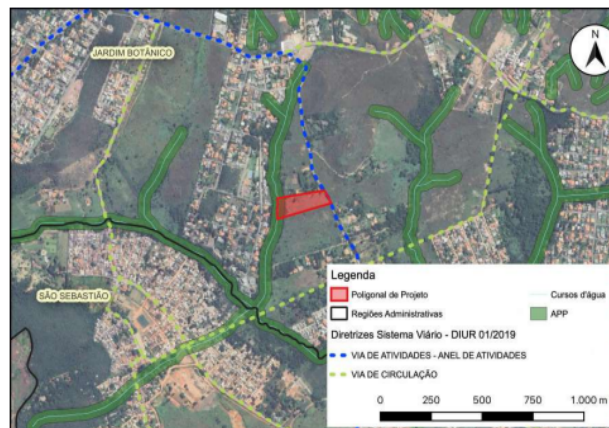 N
JARDIM BOTÂNICO
SÃO SEBASTIÃO
Legenda
Poligonal de Projeto
Cursos d'água
Regiões Administrativas
APP
Diretrizes Sistema Viário - DIUR 01/2019
VIA DE ATIVIDADES - ANEL DE ATIVIDADES
VIA DE CIRCULAÇÃO
0 250 500 750 1.000 m